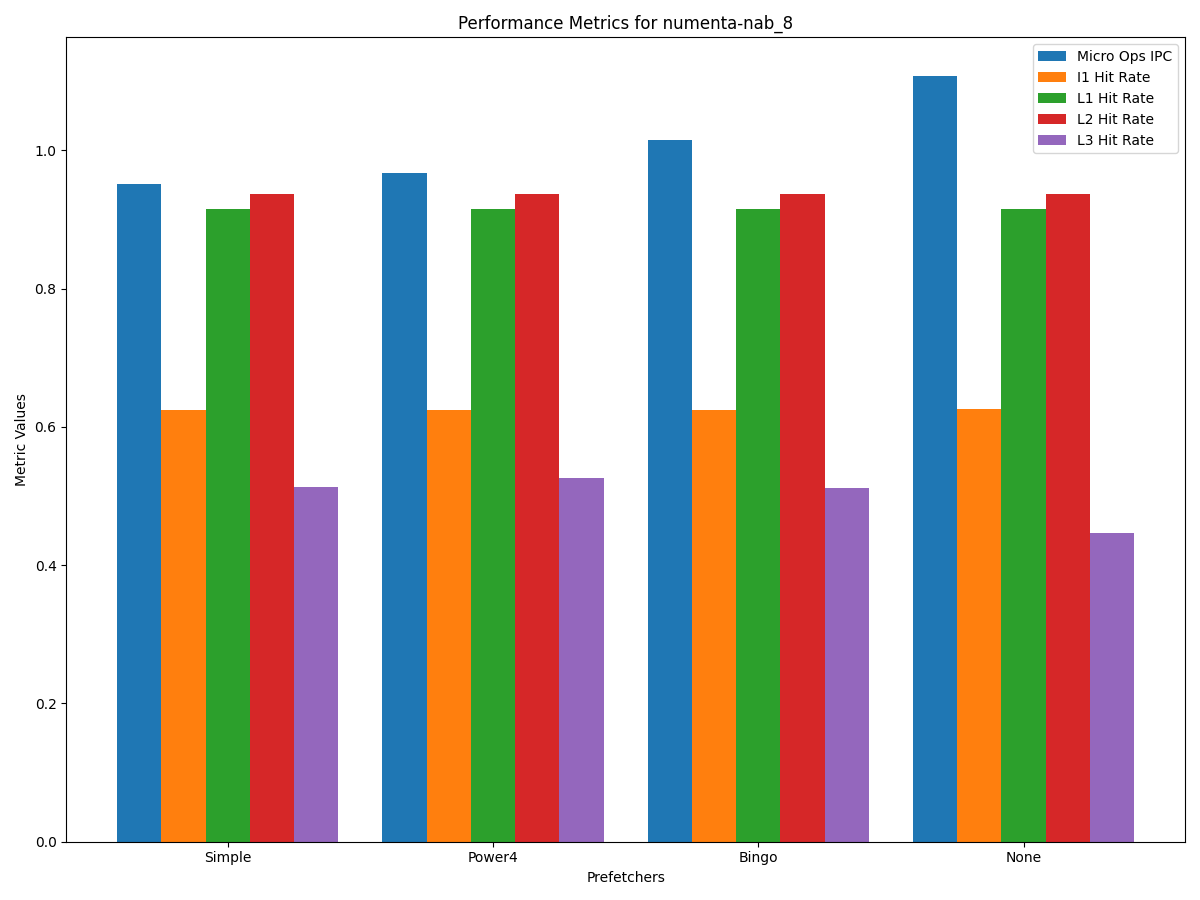 Performance Metrics for numenta-nab_8
Micro Ops IPC
I1 Hit Rate
L1 Hit Rate
L2 Hit Rate
L3 Hit Rate
Metric Values
1.0
0.8
0.6
0.4
0.2
0.0
Simple
Power4
Bingo
None
Prefetchers